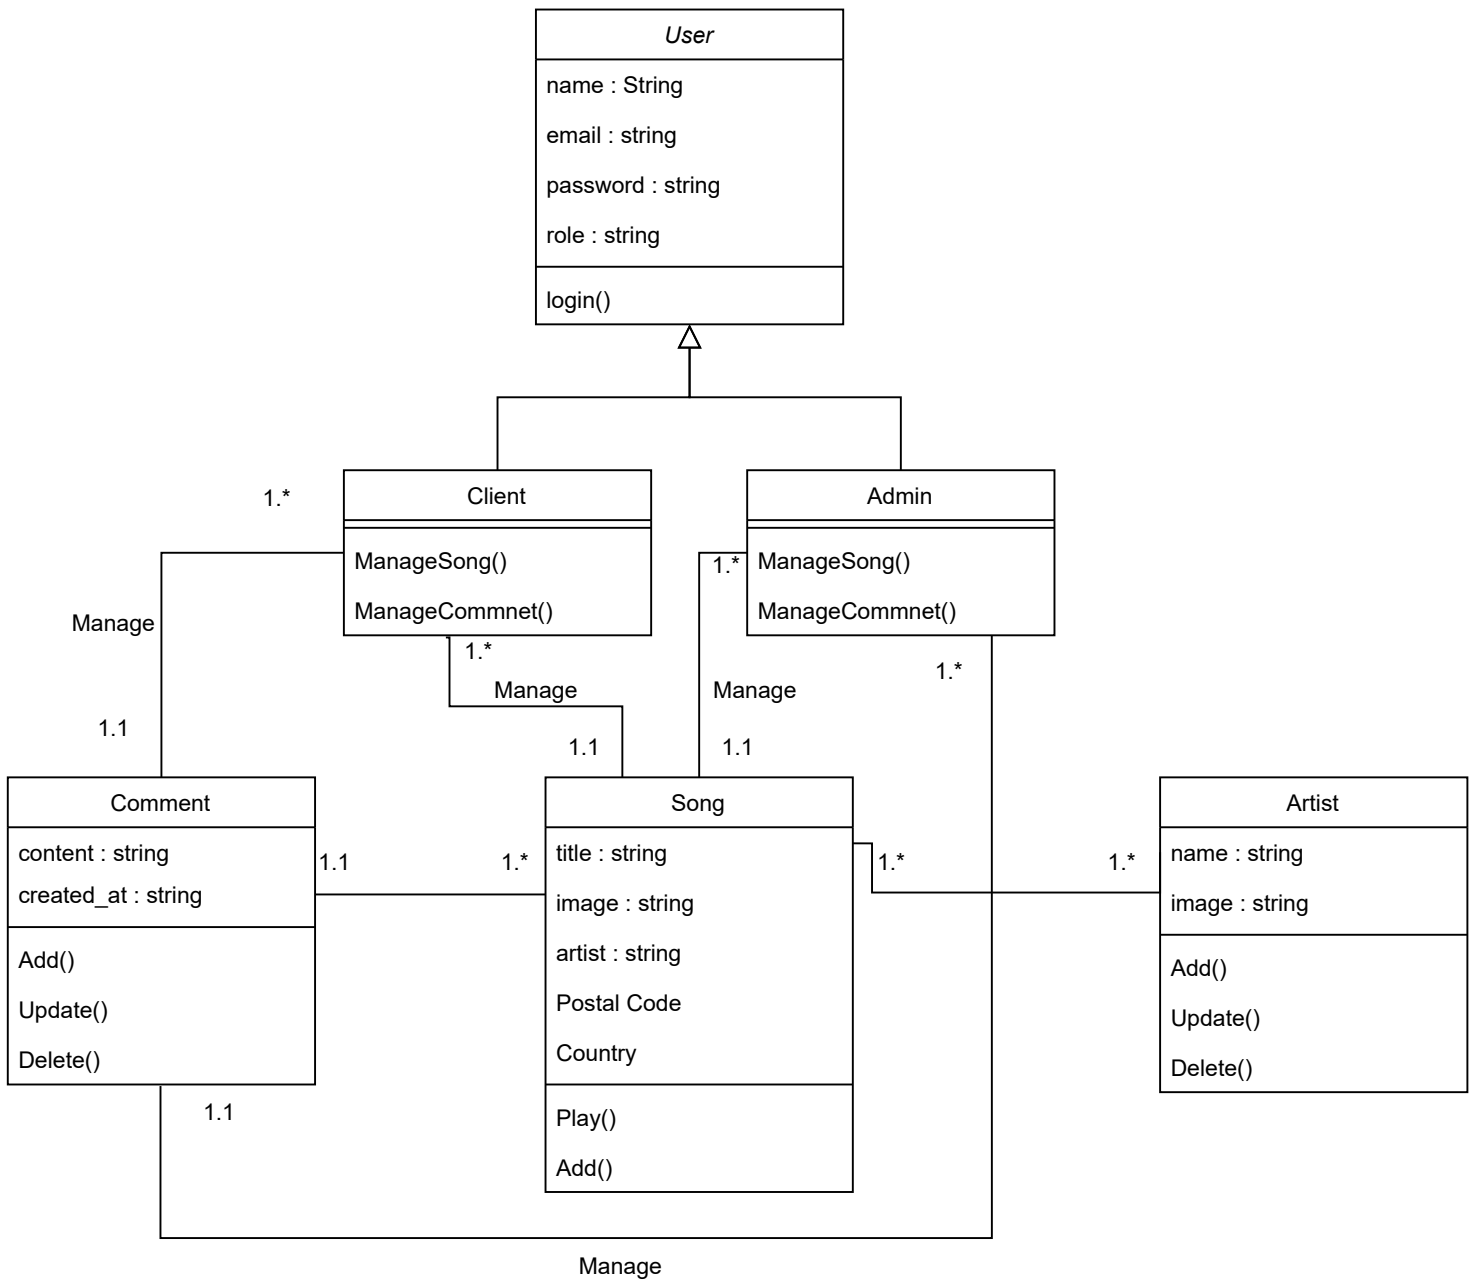 User
name : String
email : string
password : string
role : string
login()
Client
ManageSong()
ManageCommnet()
Admin
ManageSong()
ManageCommnet()
1.*
Manage
1.1
1.*
Manage
1.1
1.*
Manage
1.1
1.*
Comment
content : string
created_at : string
Add()
Update()
Delete()
1.1
1.*
Song
title : string
image : string
artist : string
Postal Code
Country
Play()
Add()
1.*
1.*
Artist
name : string
image : string
Add()
Update()
Delete()
1.1
Manage